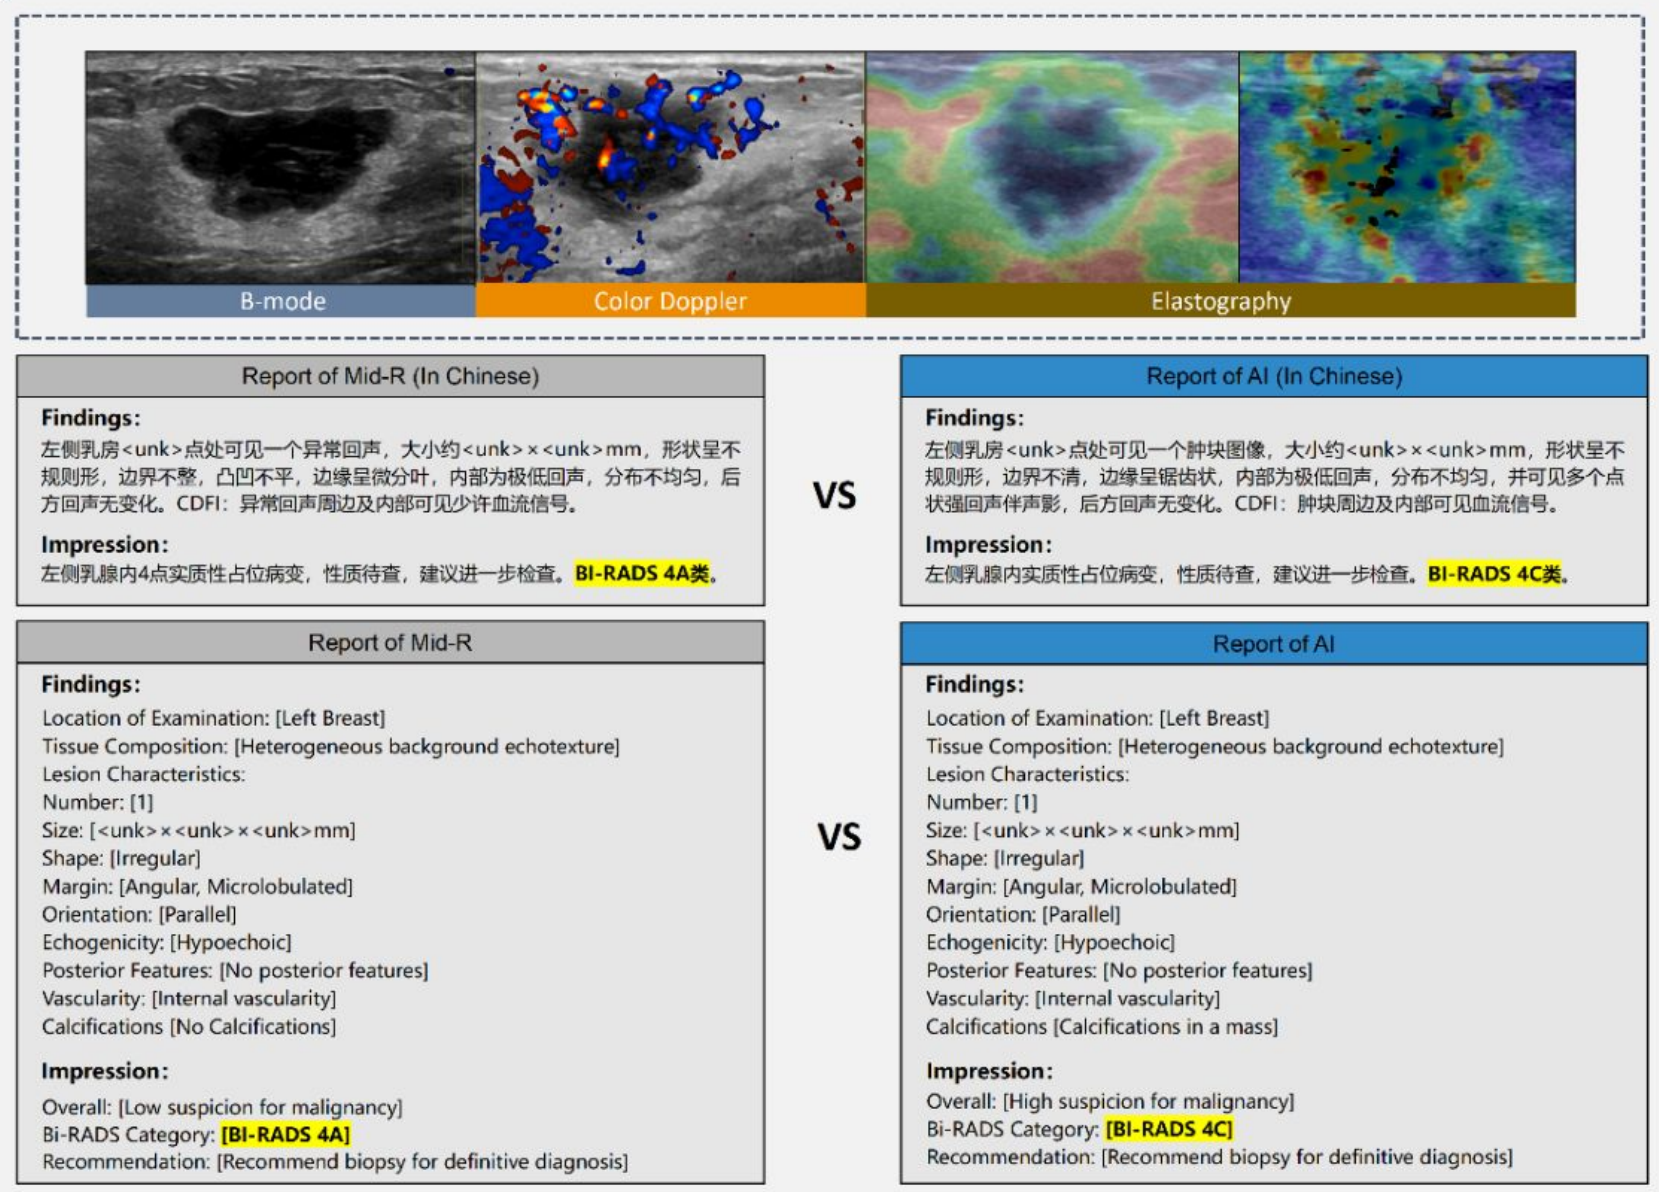 B-mode
Color Doppler
Elastography
Report of Mid-R (In Chinese)
Findings:
左侧乳房<unk>点处可见一个异常回声，大小约<unk>×<unk>mm，形状呈不
规则形，边界不整，凸凹不平，边缘呈微分叶，内部为极低回声，分布不均匀，后
方回声无变化。CDFI：异常回声周边及内部可见少许血流信号。
Impression:
左侧乳腺内4点实质性占位病变，性质待查，建议进一步检查。BI-RADS 4A类。
VS
Report of AI (In Chinese)
Findings:
左侧乳房<unk>点处可见一个肿块图像，大小约<unk>×<unk>mm，形状呈不
规则形，边界不清，边缘呈锯齿状，内部为极低回声，分布不均匀，并可见多个点
状强回声伴声影，后方回声无变化。CDFI：肿块周边及内部可见血流信号。
Impression:
左侧乳腺内实质性占位病变，性质待查，建议进一步检查。BI-RADS 4C类。
Report of Mid-R
Findings:
Location of Examination: [Left Breast]
Tissue Composition: [Heterogeneous background echotexture]
Lesion Characteristics:
Number: [1]
Size: [<unk>×<unk>×<unk>mm]
Shape: [Irregular]
Margin: [Angular, Microlobulated]
Orientation: [Parallel]
Echogenicity: [Hypoechoic]
Posterior Features: [No posterior features]
Vascularity: [Internal vascularity]
Calcifications [No Calcifications]
Impression:
Overall: [Low suspicion for malignancy]
Bi-RADS Category: [BI-RADS 4A]
Recommendation: [Recommend biopsy for definitive diagnosis]
VS
Report of AI
Findings:
Location of Examination: [Left Breast]
Tissue Composition: [Heterogeneous background echotexture]
Lesion Characteristics:
Number: [1]
Size: [<unk>×<unk>×<unk>mm]
Shape: [Irregular]
Margin: [Angular, Microlobulated]
Orientation: [Parallel]
Echogenicity: [Hypoechoic]
Posterior Features: [No posterior features]
Vascularity: [Internal vascularity]
Calcifications [Calcifications in a mass]
Impression:
Overall: [High suspicion for malignancy]
Bi-RADS Category: [BI-RADS 4C]
Recommendation: [Recommend biopsy for definitive diagnosis]